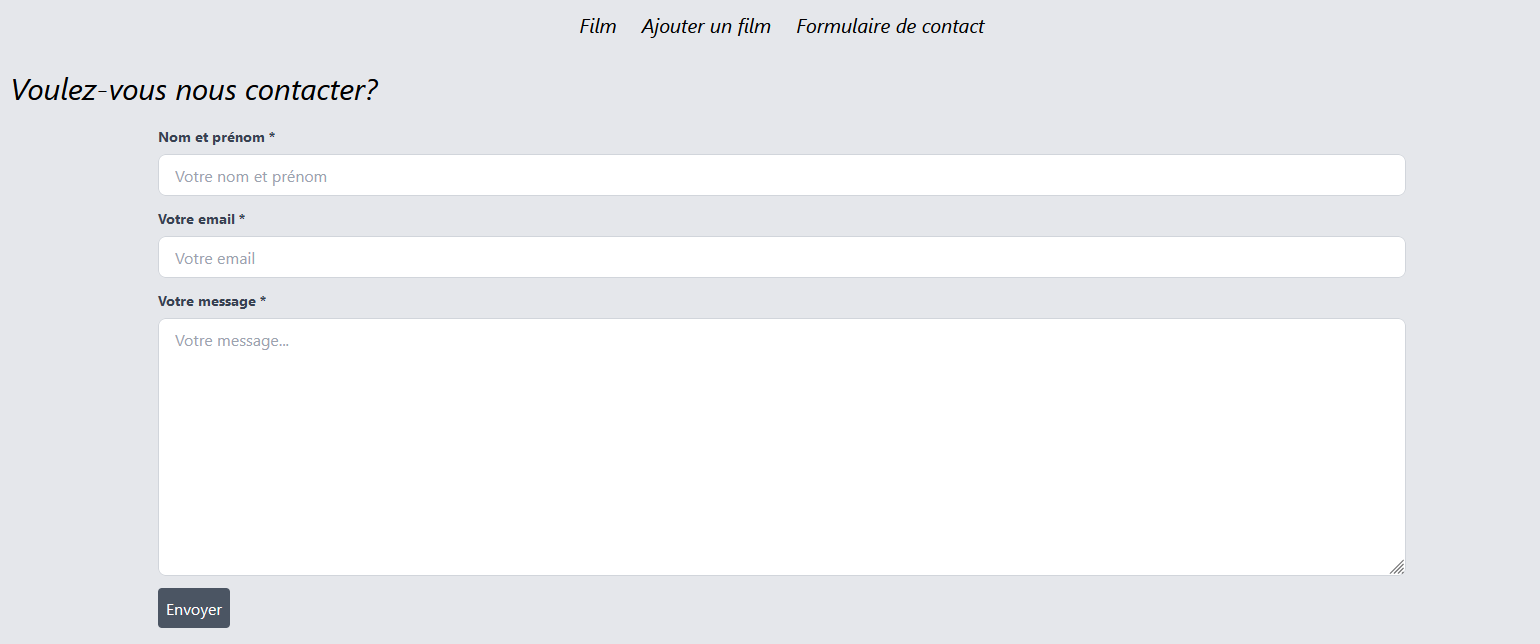 Film Ajouter un film Formulaire de contact
Voulez-vous nous contacter?
Nom et prénom *
Votre nom et prénom
Votre email *
Votre email
Votre message *
Votre message...
Envoyer